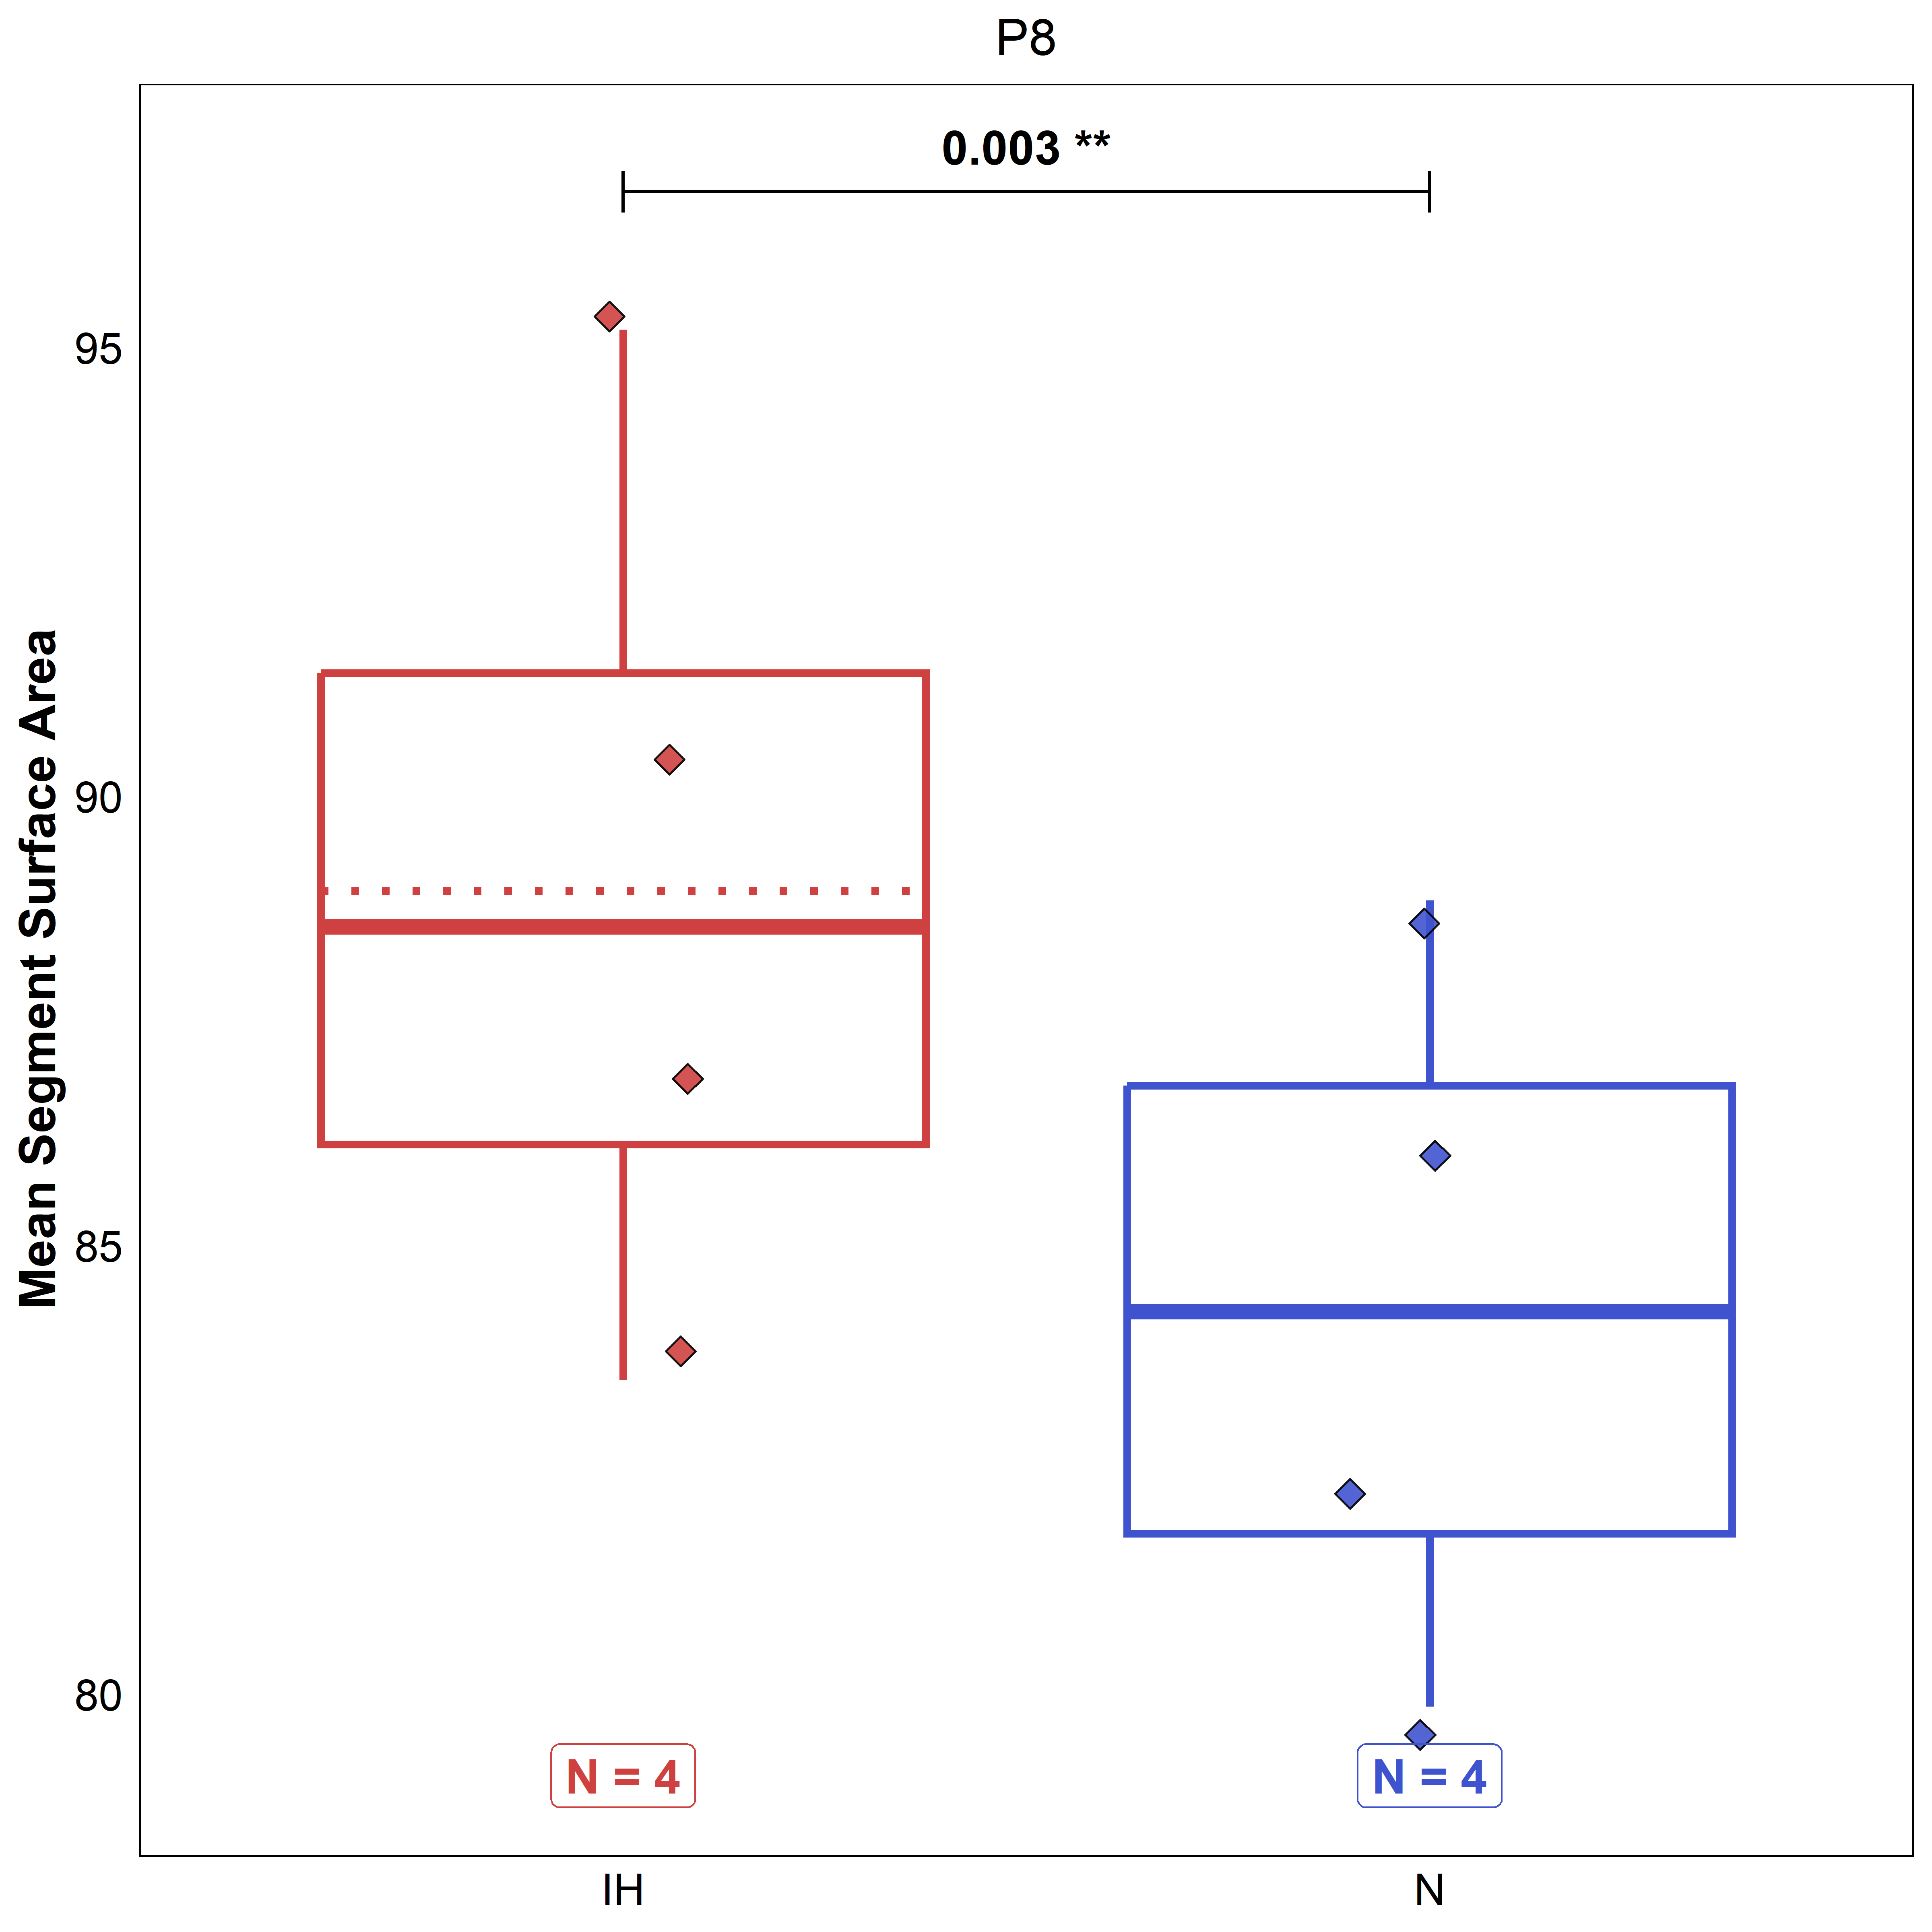 P8
0.003 **
Mean Segment Surface Area
95
90
85
80
N = 4
N = 4
IH
N